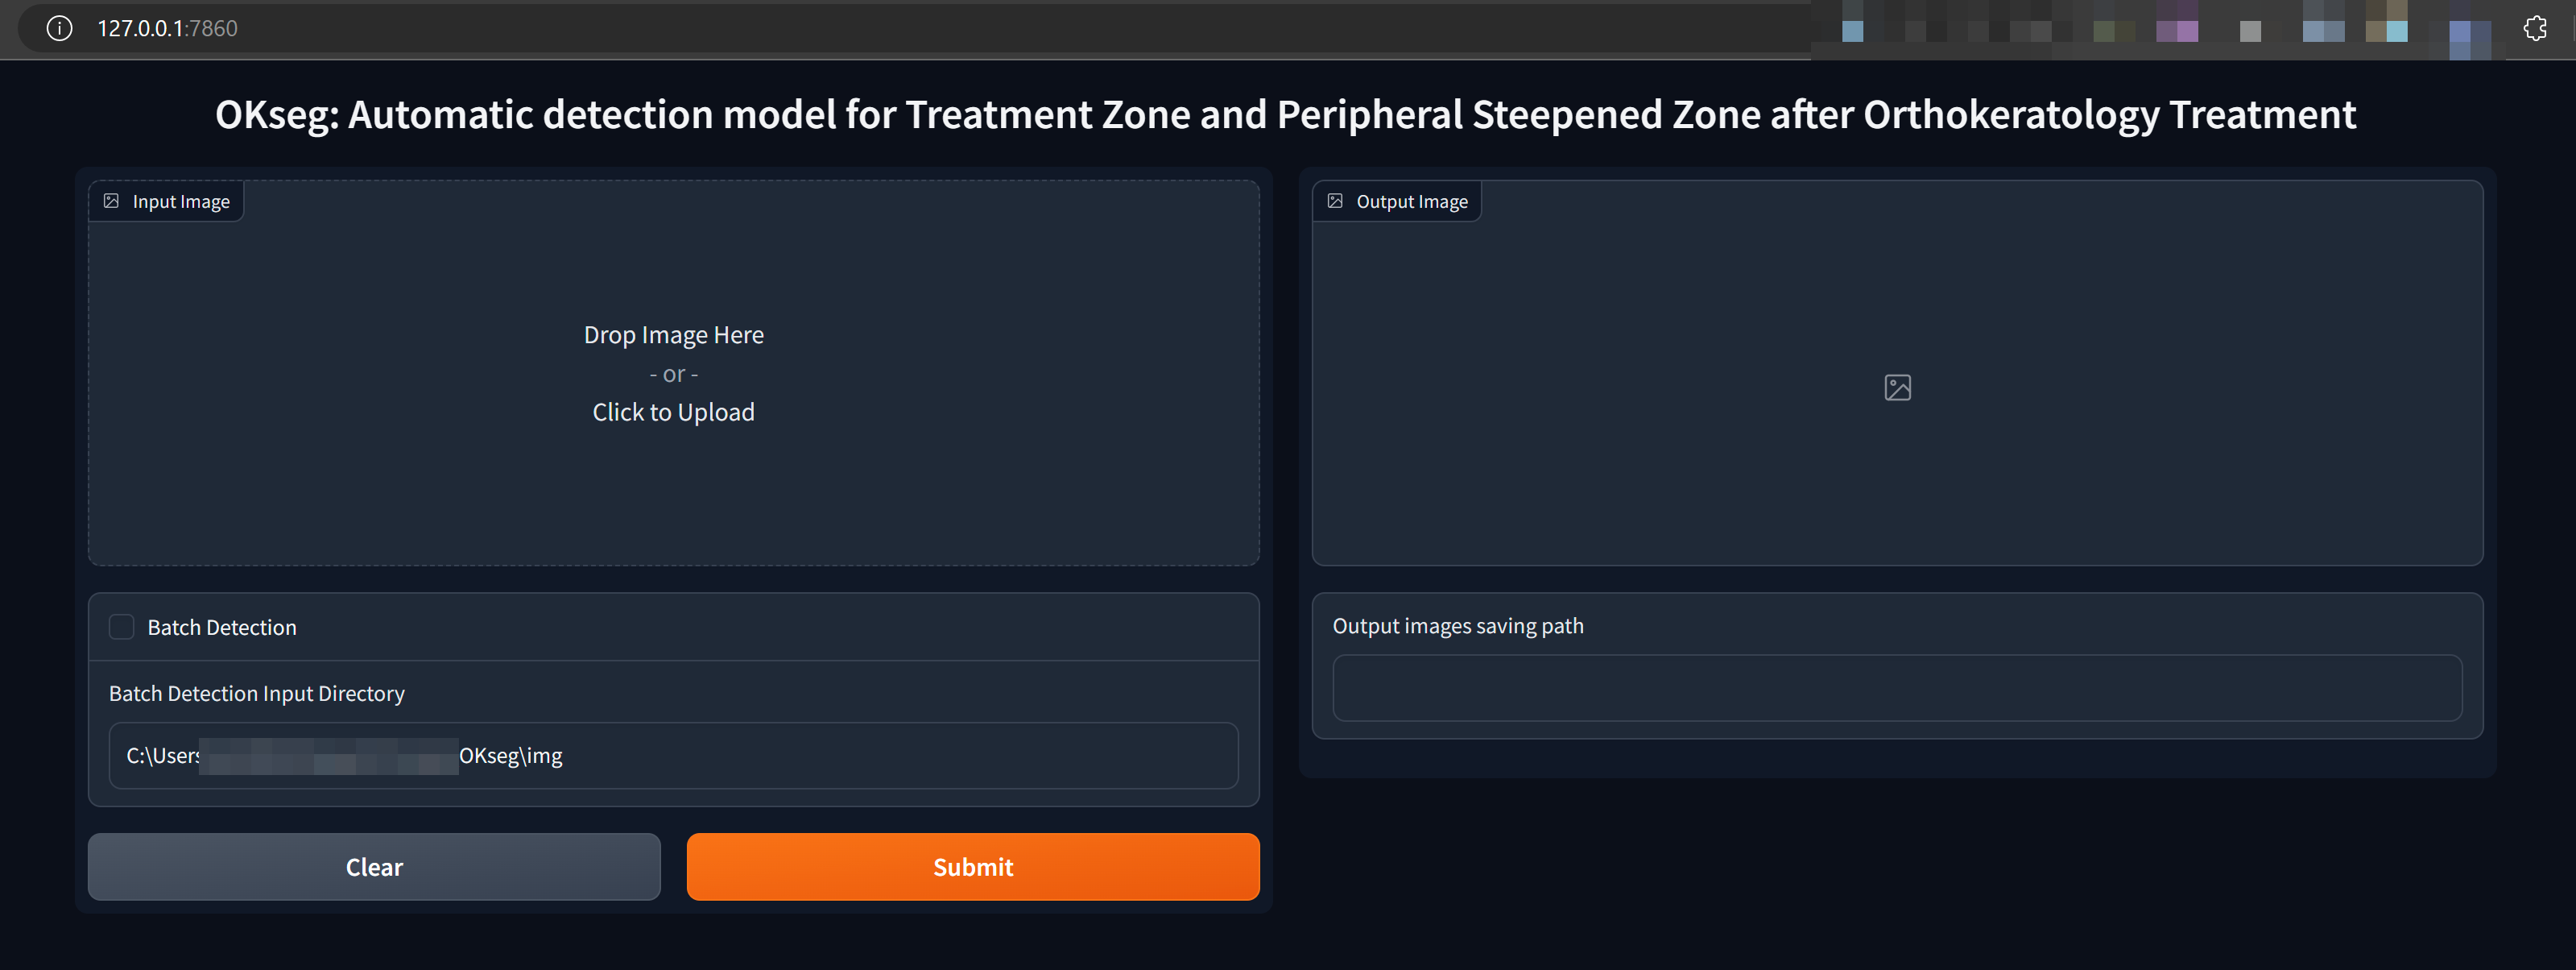 127.0.0.1:7860
OKseg: Automatic detection model for Treatment Zone and Peripheral Steepened Zone after Orthokeratology Treatment
Input Image
Drop Image Here
- or -
Click to Upload
Batch Detection
Batch Detection Input Directory
C:\Users OKseg\img
Clear
Submit
Output Image
Output images saving path